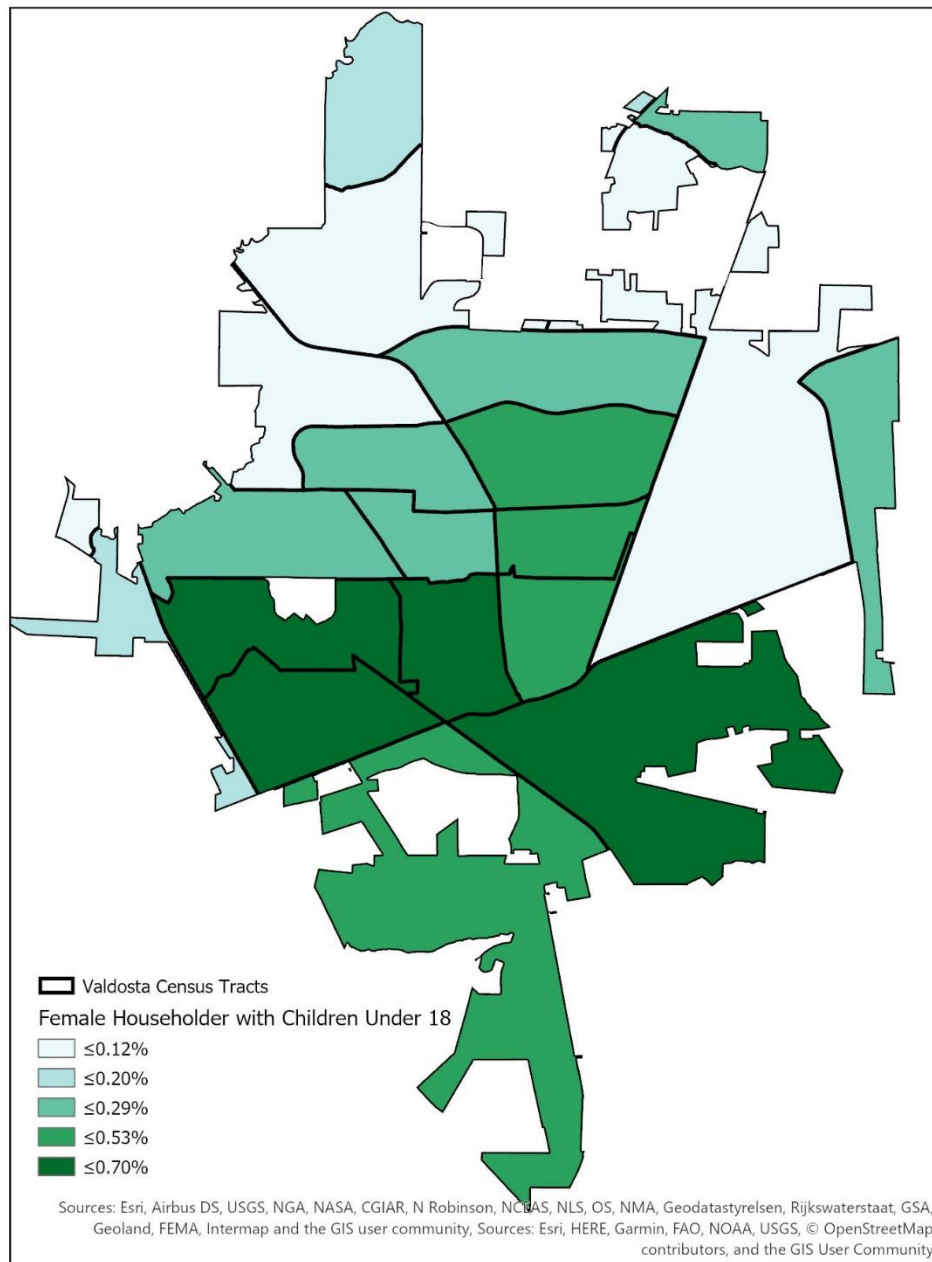 Valdosta Census Tracts
Female Householder with Children Under 18
≤0.12%
≤0.20%
≤0.29%
≤0.53%
≤0.70%
Sources: Esri, Airbus DS, USGS, NGA, NASA, CGIAR, N Robinson, NCEAS, NLS, OS, NMA, Geodatastyrelsen, Rijkswaterstaat, GSA,
Geoland, FEMA, Intermap and the GIS user community, Sources: Esri, HERE, Garmin, FAO, NOAA, USGS, © OpenStreetMap
contributors, and the GIS User Community